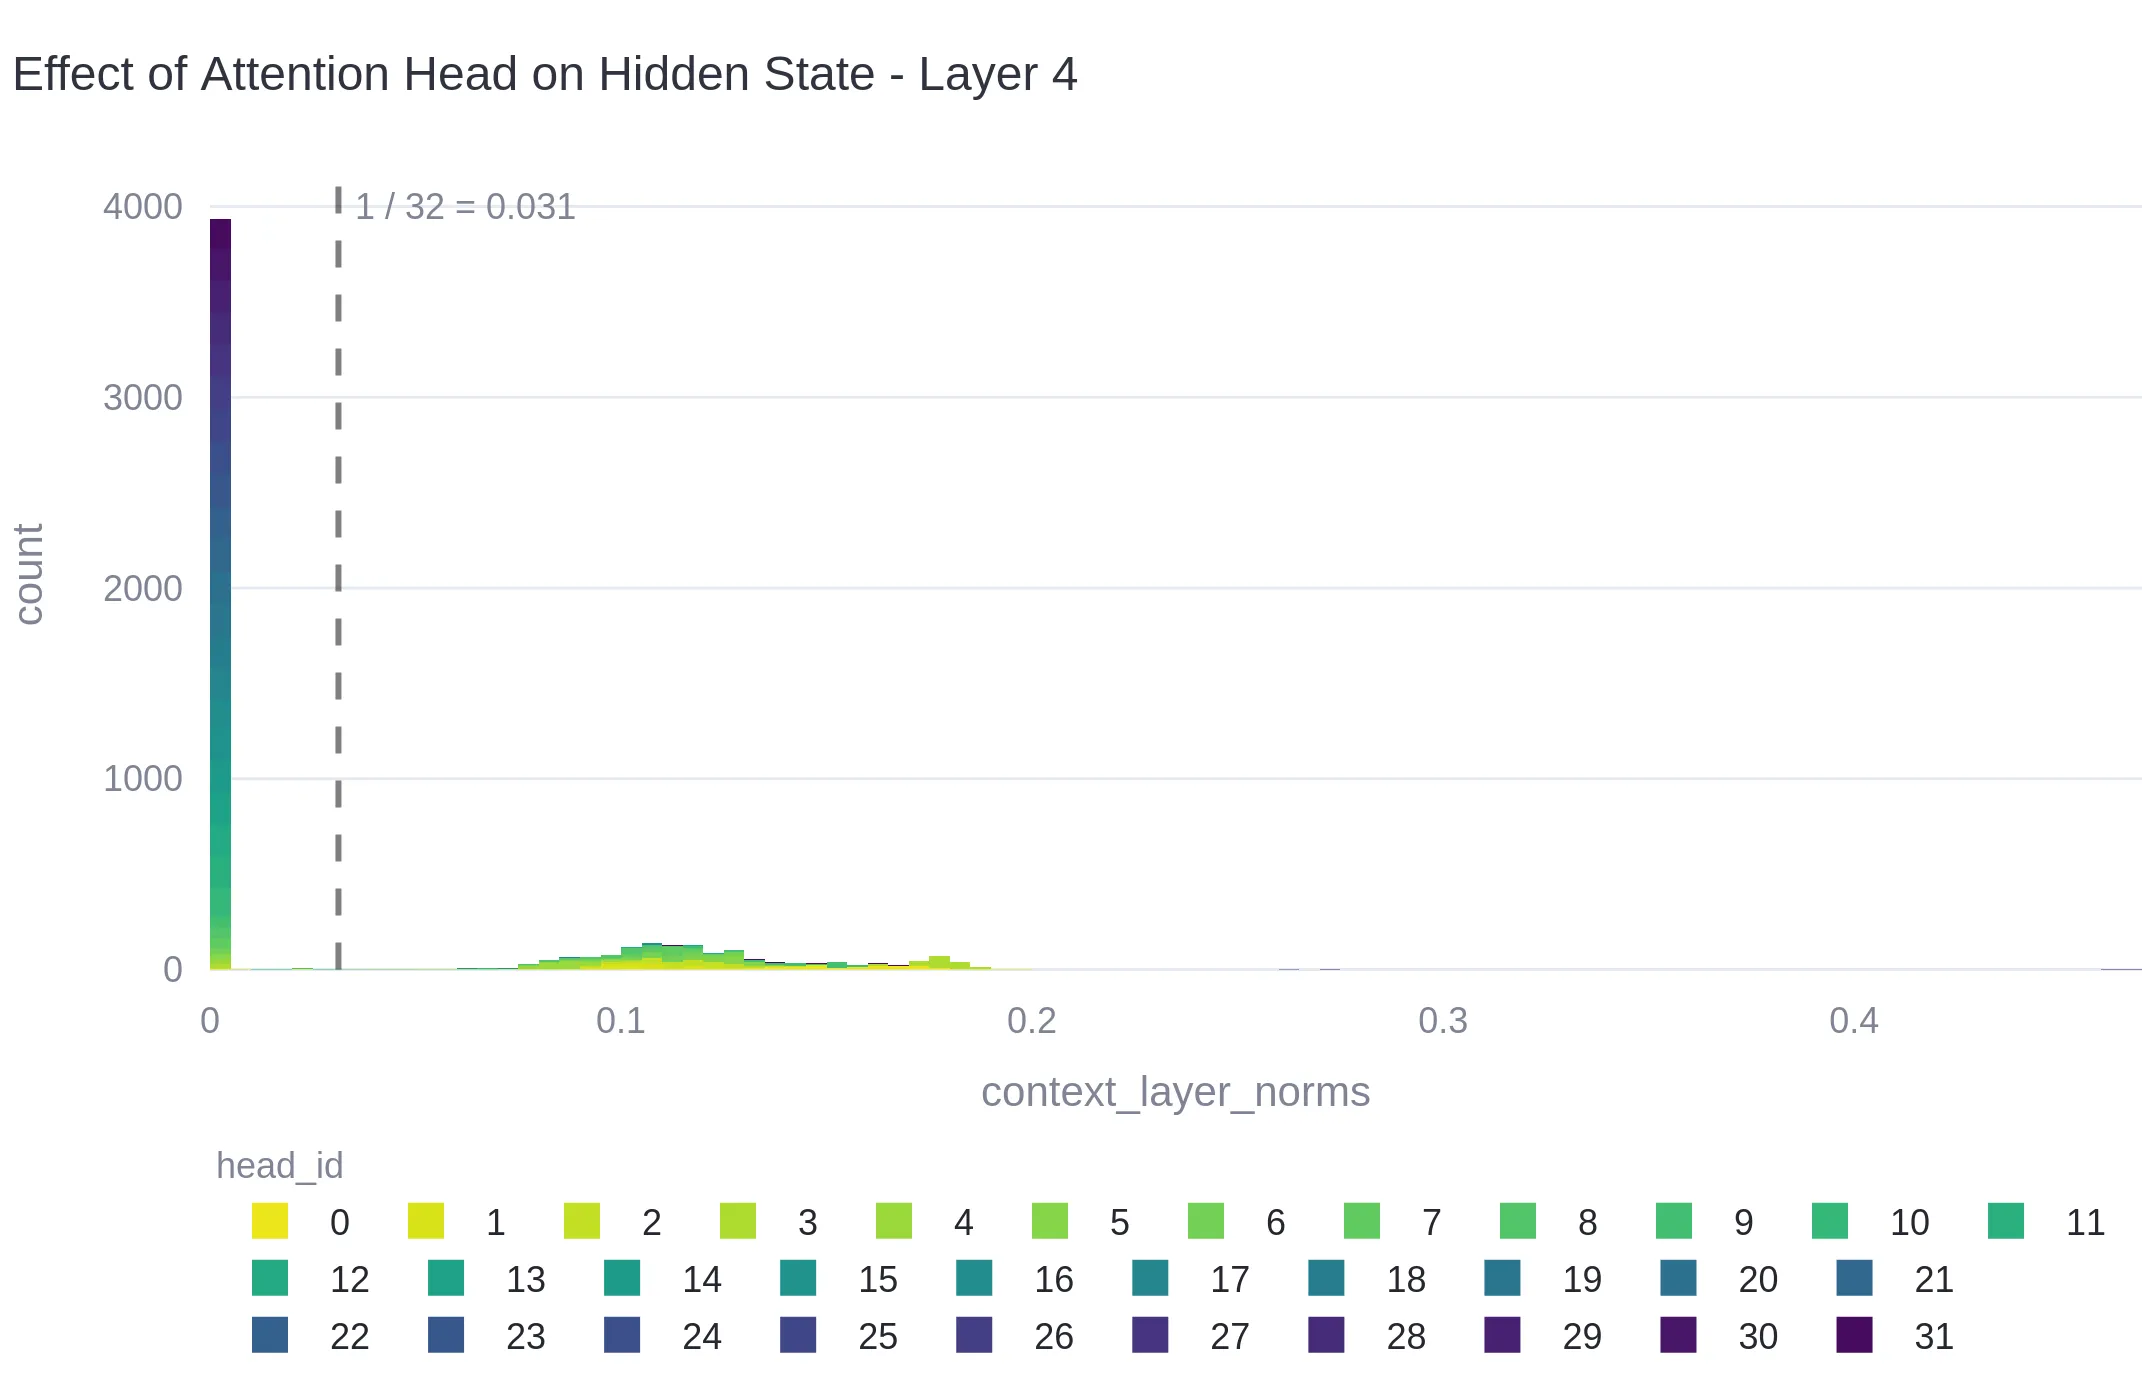 Effect of Attention Head on Hidden State - Layer 4
1 / 32 = 0.031
4000
3000
2000
1000
0
count
0 0.1 0.2 0.3 0.4
context_layer_norms
head_id
0 1 2 3 4 5 6 7 8 9 10 11
12 13 14 15 16 17 18 19 20 21
22 23 24 25 26 27 28 29 30 31